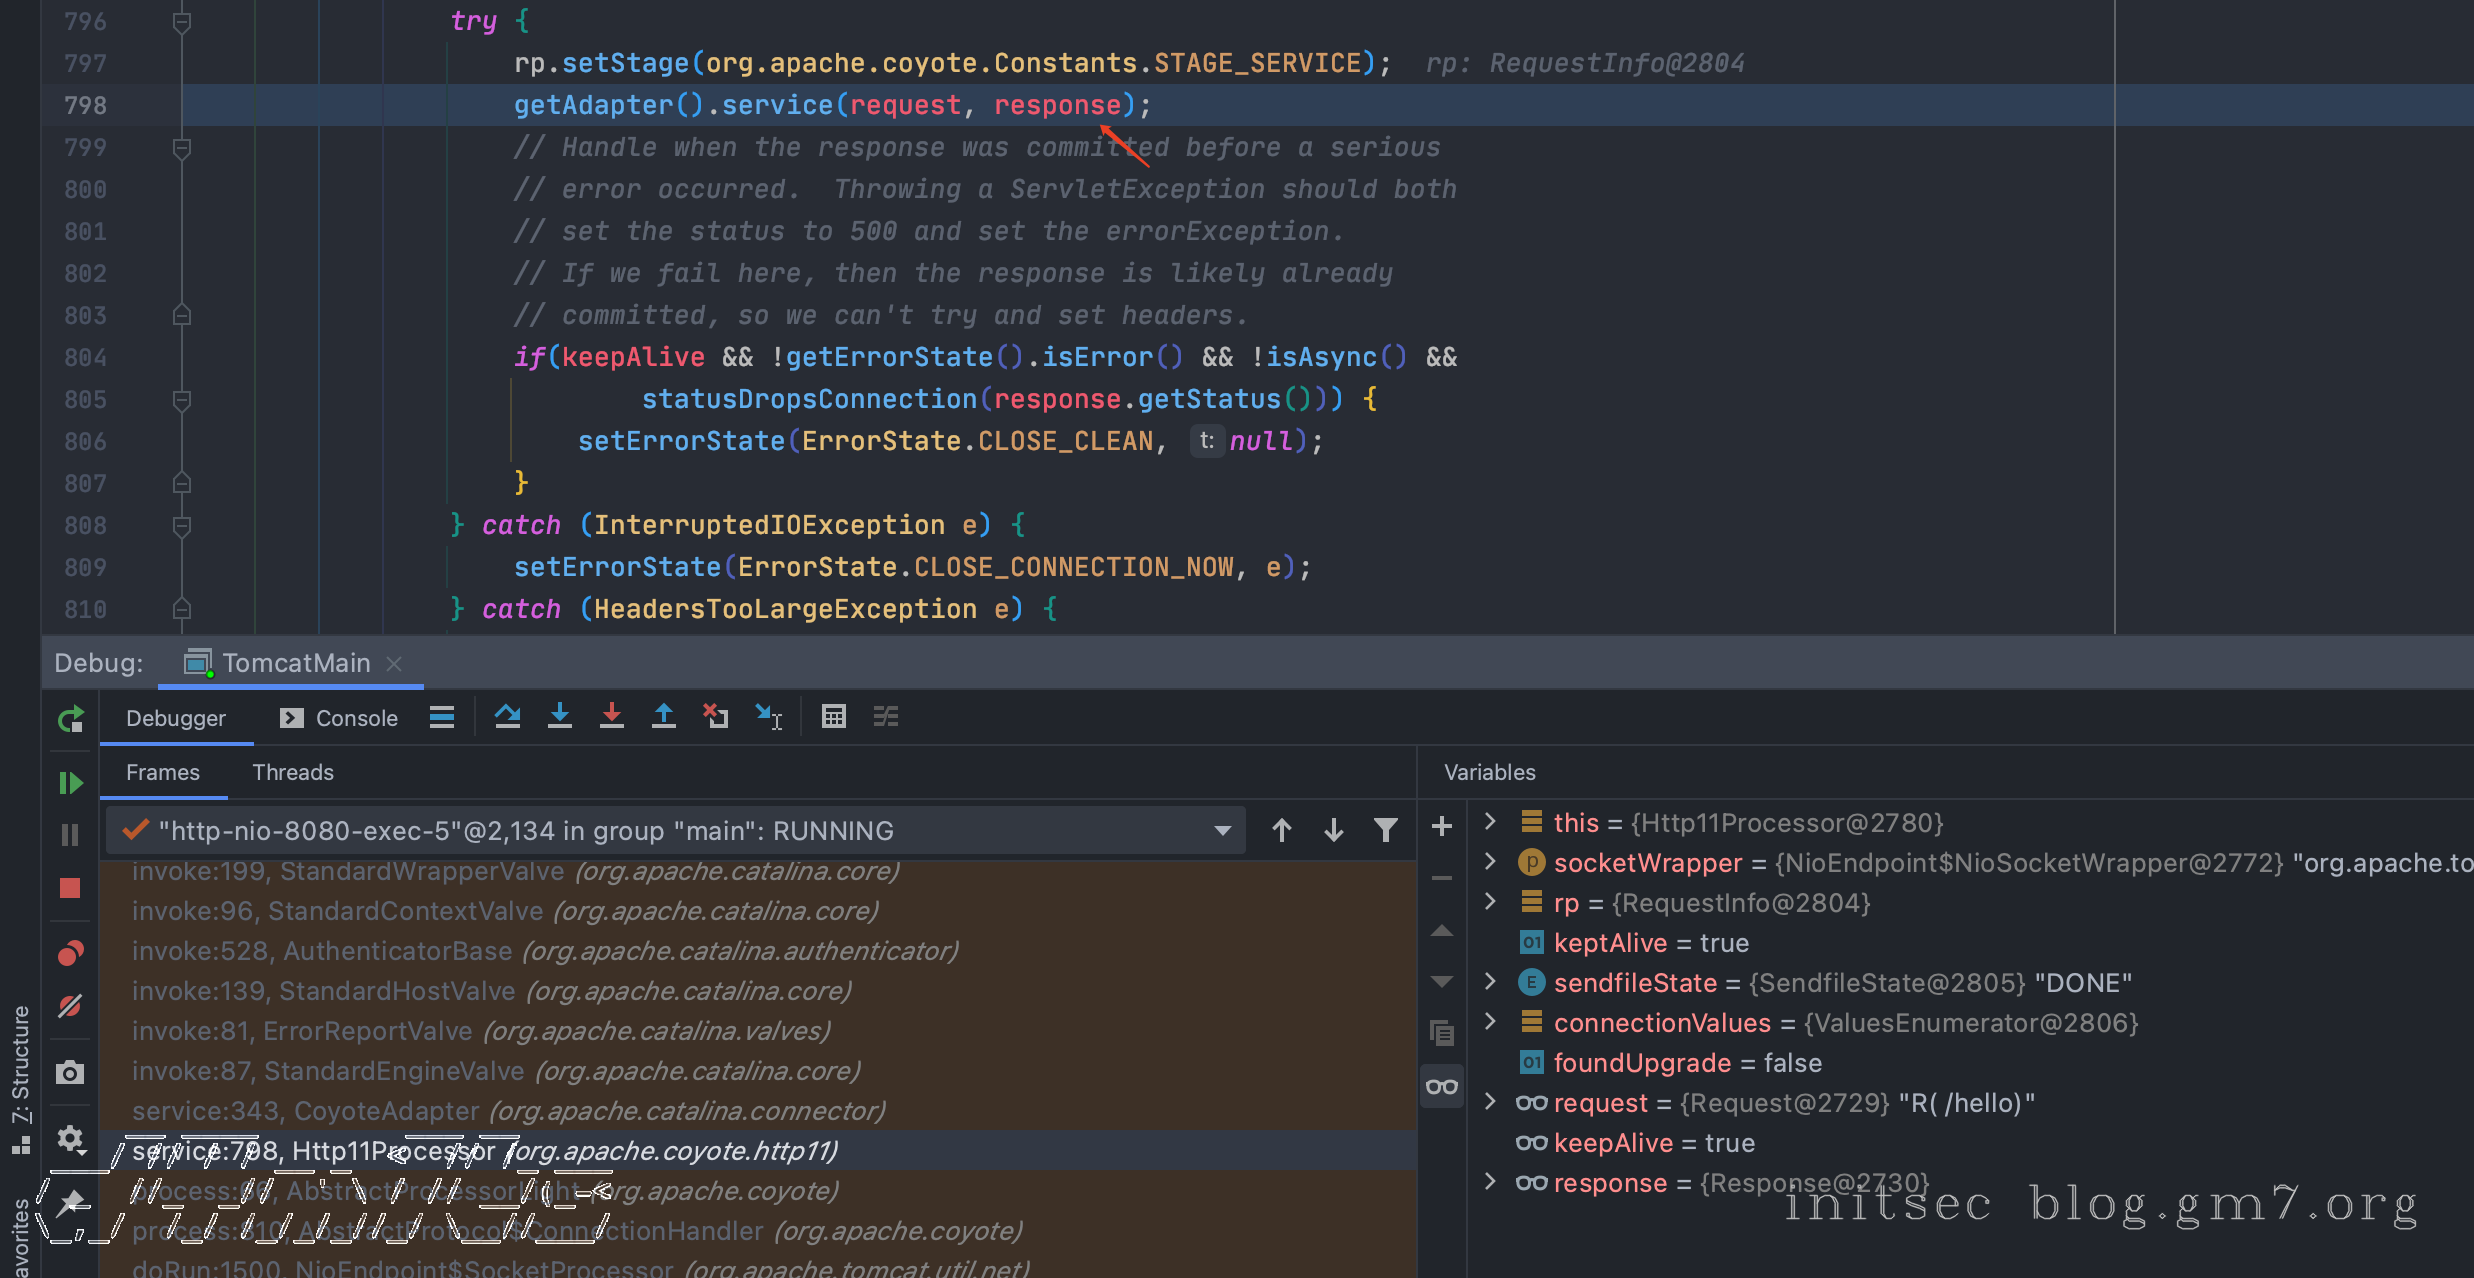 796 try {
797 rp.setStage(org.apache.coyote.Constants.STAGE_SERVICE); rp: RequestInfo@2804
798 getAdapter().service(request, response);
799 // Handle when the response was committed before a serious
800 // error occurred.  Throwing a ServletException should both
801 // set the status to 500 and set the errorException.
802 // If we fail here, then the response is likely already
803 // committed, so we can't try and set headers.
804 if(keepAlive && !getErrorState().isError() && !isAsync() &&
805 statusDropsConnection(response.getStatus())) {
806 setErrorState(ErrorState.CLOSE_CLEAN, t: null);
807 }
808 } catch (InterruptedIOException e) {
809 setErrorState(ErrorState.CLOSE_CONNECTION_NOW, e);
810 } catch (HeadersTooLargeException e) {
Debug: TomcatMain
Debugger Console
Frames Threads
"http-nio-8080-exec-5"@2,134 in group "main": RUNNING
invoke:199, StandardWrapperValve (org.apache.catalina.core)
invoke:96, StandardContextValve (org.apache.catalina.core)
invoke:528, AuthenticatorBase (org.apache.catalina.authenticator)
invoke:139, StandardHostValve (org.apache.catalina.core)
invoke:81, ErrorReportValve (org.apache.catalina.valves)
invoke:87, StandardEngineValve (org.apache.catalina.core)
service:343, CoyoteAdapter (org.apache.catalina.connector)
service:798, Http11Processor (org.apache.coyote.http11)
process:66, AbstractProcessorLight (org.apache.coyote)
process:810, AbstractProtocol$ConnectionHandler (org.apache.coyote)
doRun:1500, NioEndpoint$SocketProcessor (org.apache.tomcat.util.net)
Variables
this = {Http11Processor@2780}
socketWrapper = {NioEndpoint$NioSocketWrapper@2772} "org.apache.to
rp = {RequestInfo@2804}
keptAlive = true
sendfileState = {SendfileState@2805} "DONE"
connectionValues = {ValuesEnumerator@2806}
foundUpgrade = false
request = {Request@2729} "R( /hello)"
keepAlive = true
response = {Response@2730}
7: Structure
avorites
initsec blog.gm7.org